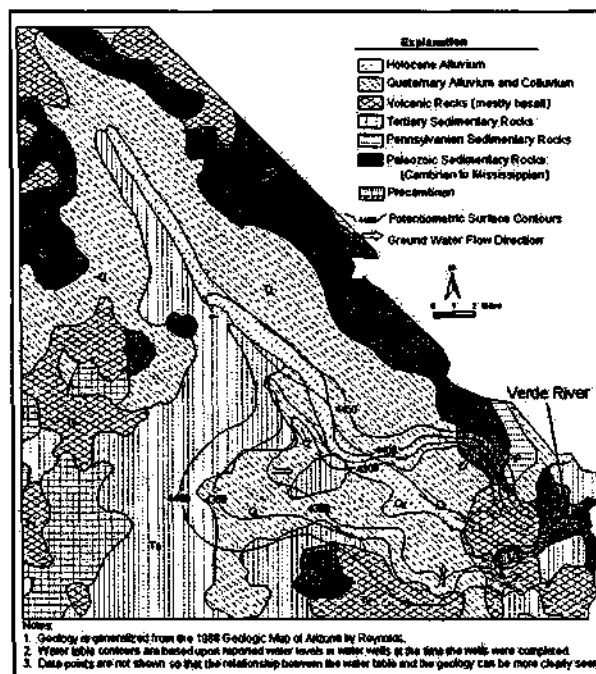 Explanation
Holocene Alluvium
Quaternary Alluvium and Colluvium
Volcanic Rocks (mostly basalt)
Tertiary Sedimentary Rocks
Pennsylvanian Sedimentary Rocks
Paleozoic Sedimentary Rocks
(Cambrian to Mississippian)
Precambrian
Potentiometric Surface Contours
Ground Water Flow Direction
Verde River
Notes:
1. Geology is generalized from the 1988 Geologic Map of Arizona by Reynolds.
2. Water table contours are based upon reported water levels in water wells at the time the wells were completed.
3. Data points are not shown so that the relationship between the water table and the geology can be more clearly seen